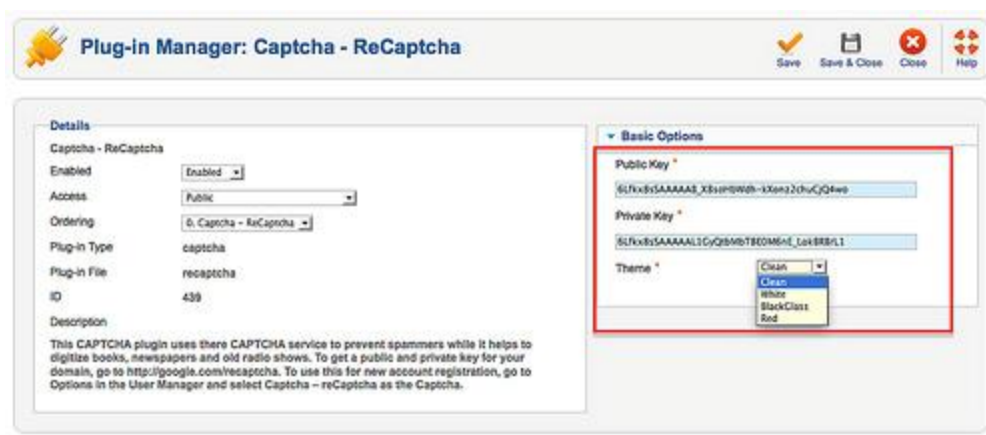 Plug-in Manager: Captcha - ReCaptcha
Save Save & Close Close Help
Details
Captcha - ReCaptcha
Enabled Enabled
Access Public
Ordering 0. Captcha - ReCaptcha
Plug-in Type captcha
Plug-in File recaptcha
ID 439
Description
This CAPTCHA plugin uses there CAPTCHA service to prevent spammers while it helps to
digitize books, newspapers and old radio shows. To get a public and private key for your
domain, go to http://google.com/recaptcha. To use this for new account registration, go to
Options in the User Manager and select Captcha – reCaptcha as the Captcha.
Basic Options
Public Key *
Private Key *
Theme * Clean
Clean
White
BlackGlass
Red